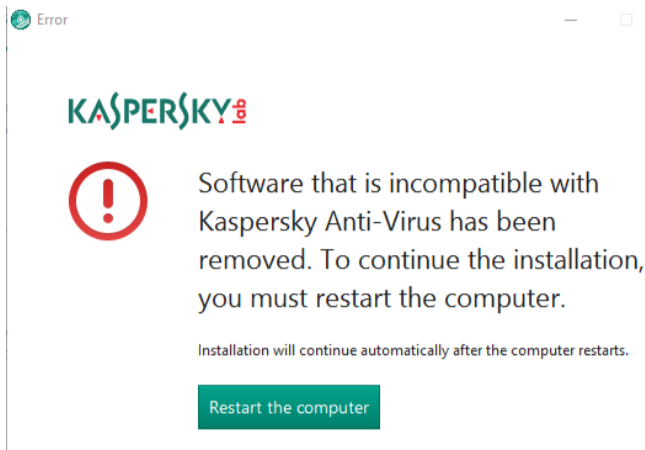 Error
KASPERSKY lab
Software that is incompatible with
Kaspersky Anti-Virus has been
removed. To continue the installation,
you must restart the computer.
Installation will continue automatically after the computer restarts.
Restart the computer